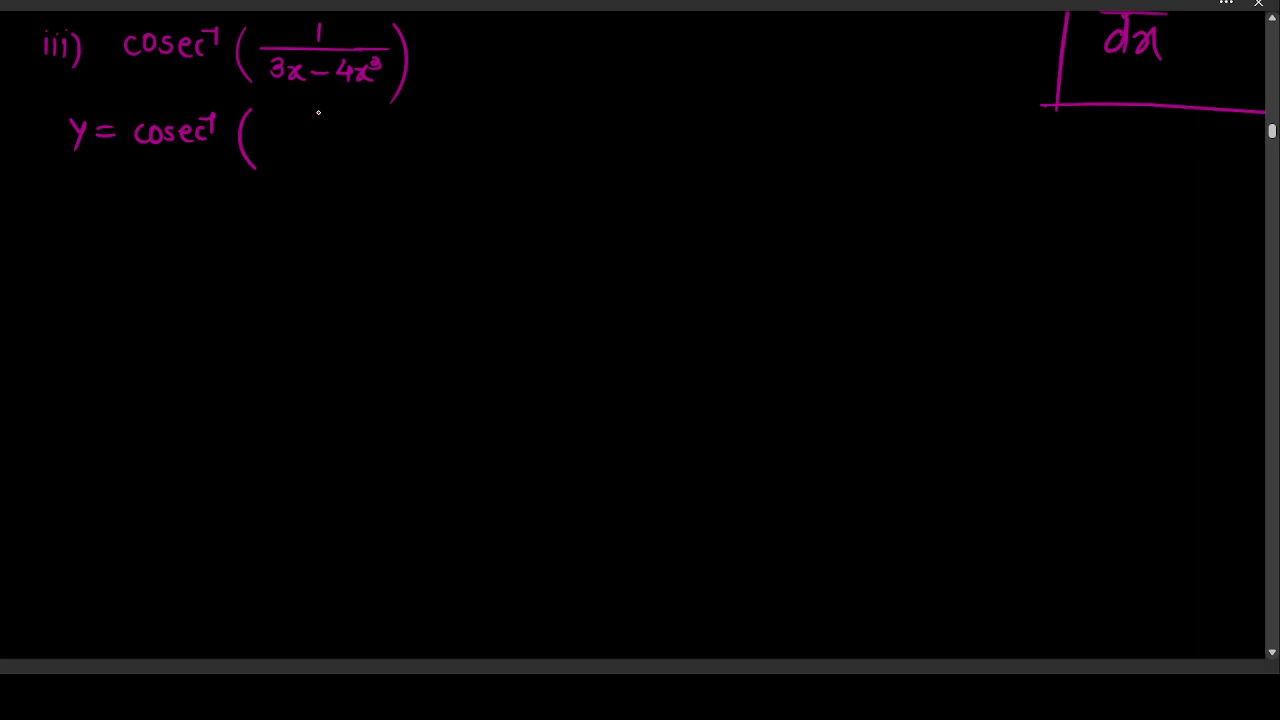 iii) cosec⁻¹ ( 1 / 3x − 4x³ )
dx
y = cosec⁻¹ (